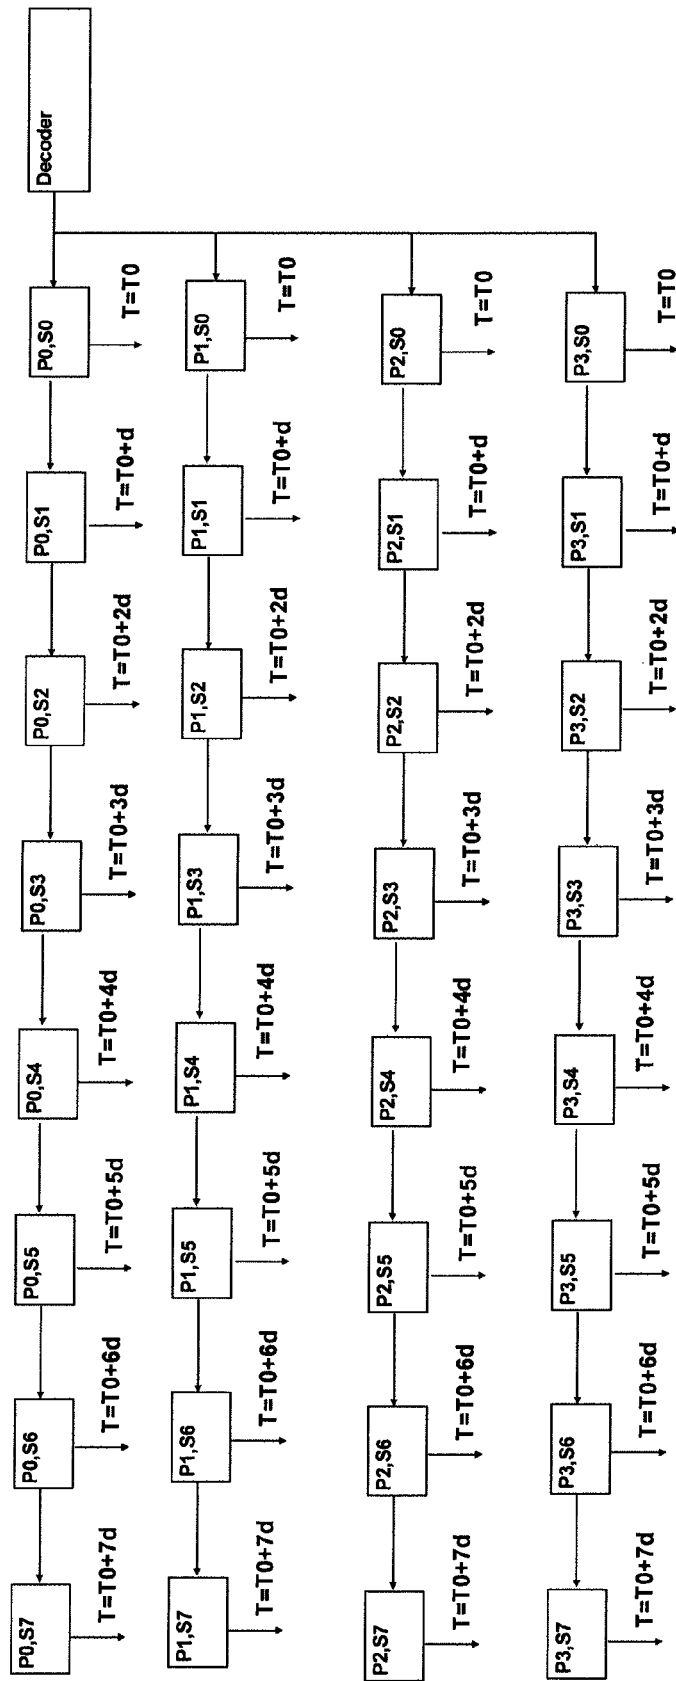 Decoder
P0,S0
T=T0
P0,S1
T=T0+d
P0,S2
T=T0+2d
P0,S3
T=T0+3d
P0,S4
T=T0+4d
P0,S5
T=T0+5d
P0,S6
T=T0+6d
P0,S7
T=T0+7d
P1,S0
T=T0
P1,S1
T=T0+d
P1,S2
T=T0+2d
P1,S3
T=T0+3d
P1,S4
T=T0+4d
P1,S5
T=T0+5d
P1,S6
T=T0+6d
P1,S7
T=T0+7d
P2,S0
T=T0
P2,S1
T=T0+d
P2,S2
T=T0+2d
P2,S3
T=T0+3d
P2,S4
T=T0+4d
P2,S5
T=T0+5d
P2,S6
T=T0+6d
P2,S7
T=T0+7d
P3,S0
T=T0
P3,S1
T=T0+d
P3,S2
T=T0+2d
P3,S3
T=T0+3d
P3,S4
T=T0+4d
P3,S5
T=T0+5d
P3,S6
T=T0+6d
P3,S7
T=T0+7d